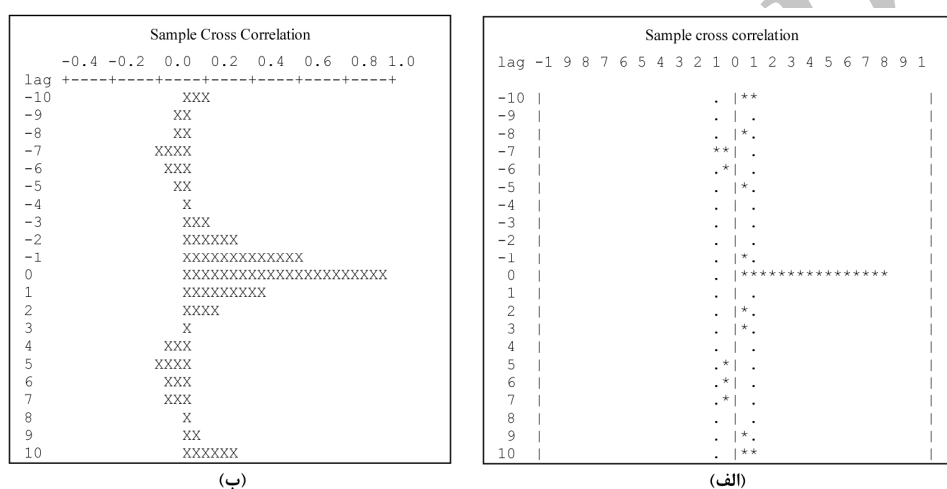 Sample Cross Correlation
-0.4 -0.2 0.0 0.2 0.4 0.6 0.8 1.0
lag +----+----+----+----+----+----+----+
-10 XXX
-9 XX
-8 XX
-7 XXXX
-6 XXX
-5 XX
-4 X
-3 XXX
-2 XXXXXX
-1 XXXXXXXXXXXXX
0 XXXXXXXXXXXXXXXXXXXXXX
1 XXXXXXXXX
2 XXXX
3 X
4 XXX
5 XXXX
6 XXX
7 XXX
8 X
9 XX
10 XXXXXX
(ب)
Sample cross correlation
lag -1 9 8 7 6 5 4 3 2 1 0 1 2 3 4 5 6 7 8 9 1
-10 | . |** |
-9 | . | . |
-8 | . |*. |
-7 | **| . |
-6 | .*| . |
-5 | . |*. |
-4 | . | . |
-3 | . | . |
-2 | . | . |
-1 | . |*. |
0 | . |**************** |
1 | . | . |
2 | . |*. |
3 | . |*. |
4 | . | . |
5 | .*| . |
6 | .*| . |
7 | .*| . |
8 | . | . |
9 | . |*. |
10 | . |** |
(الف)